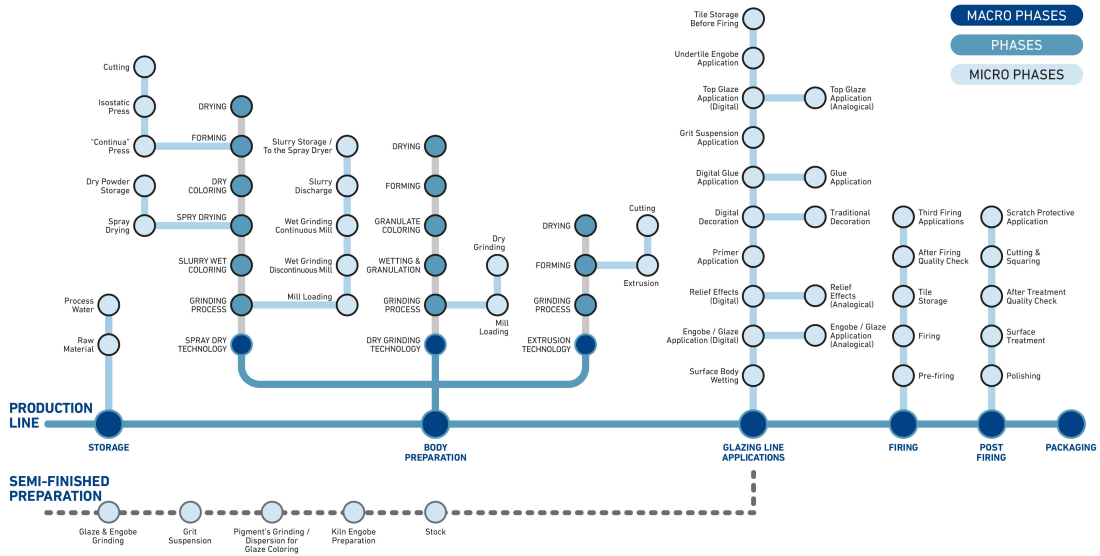 MACRO PHASES
PHASES
MICRO PHASES
Cutting
Isostatic
Press
"Continua"
Press
Dry Powder
Storage
Spray
Drying
Process
Water
Raw
Material
DRYING
FORMING
DRY
COLORING
SPRY DRYING
SLURRY WET
COLORING
GRINDING
PROCESS
SPRAY DRY
TECHNOLOGY
Slurry Storage /
To the Spray Dryer
Slurry
Discharge
Wet Grinding
Continuous Mill
Wet Grinding
Discontinuous Mill
Mill Loading
DRYING
FORMING
GRANULATE
COLORING
WETTING &
GRANULATION
GRINDING
PROCESS
DRY GRINDING
TECHNOLOGY
Dry
Grinding
Mill
Loading
DRYING
FORMING
GRINDING
PROCESS
EXTRUSION
TECHNOLOGY
Cutting
Extrusion
Tile Storage
Before Firing
Undertile Engobe
Application
Top Glaze
Application
(Digital)
Top Glaze
Application
(Analogical)
Grit Suspension
Application
Digital Glue
Application
Glue
Application
Digital
Decoration
Traditional
Decoration
Primer
Application
Relief Effects
(Digital)
Relief
Effects
(Analogical)
Engobe / Glaze
Application (Digital)
Engobe / Glaze
Application
(Analogical)
Surface Body
Wetting
Third Firing
Applications
After Firing
Quality Check
Tile
Storage
Firing
Pre-firing
Scratch Protective
Application
Cutting &
Squaring
After Treatment
Quality Check
Surface
Treatment
Polishing
PRODUCTION
LINE
STORAGE
BODY
PREPARATION
GLAZING LINE
APPLICATIONS
FIRING
POST
FIRING
PACKAGING
SEMI-FINISHED
PREPARATION
Glaze & Engobe
Grinding
Grit
Suspension
Pigment's Grinding /
Dispersion for
Glaze Coloring
Kiln Engobe
Preparation
Stock